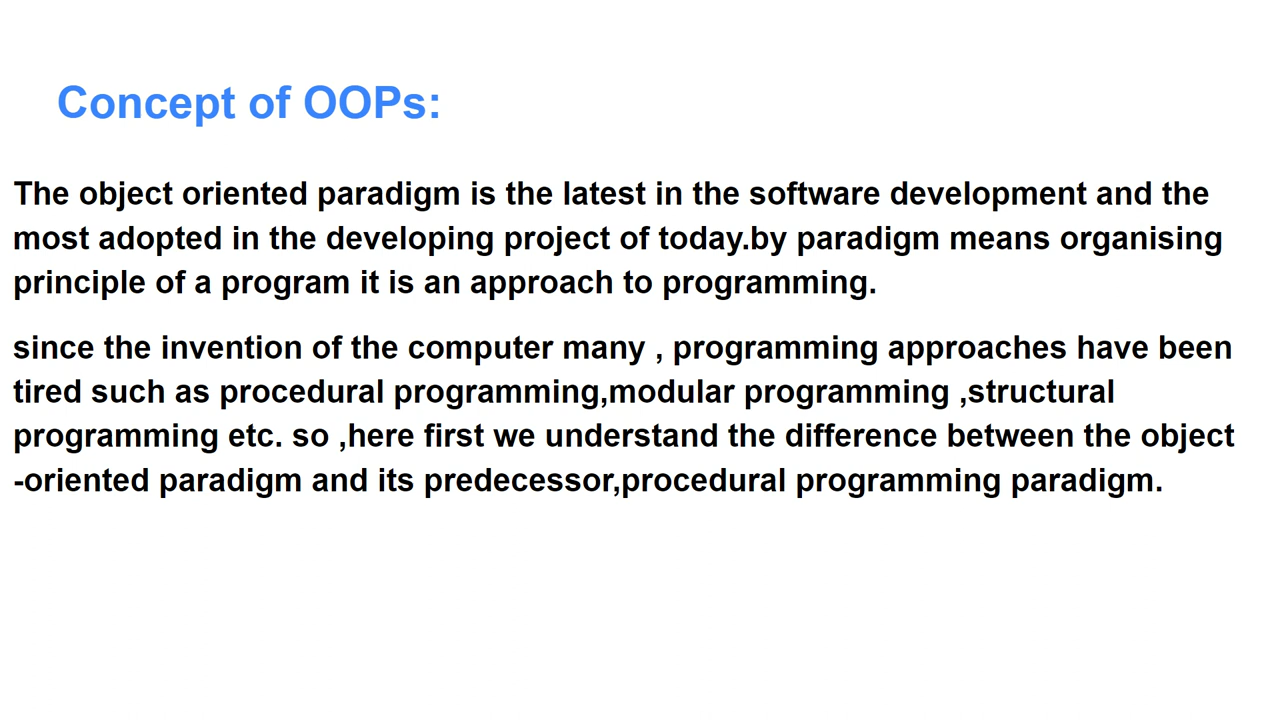 Concept of OOPs:
The object oriented paradigm is the latest in the software development and the
most adopted in the developing project of today.by paradigm means organising
principle of a program it is an approach to programming.
since the invention of the computer many , programming approaches have been
tired such as procedural programming,modular programming ,structural
programming etc. so ,here first we understand the difference between the object
-oriented paradigm and its predecessor,procedural programming paradigm.